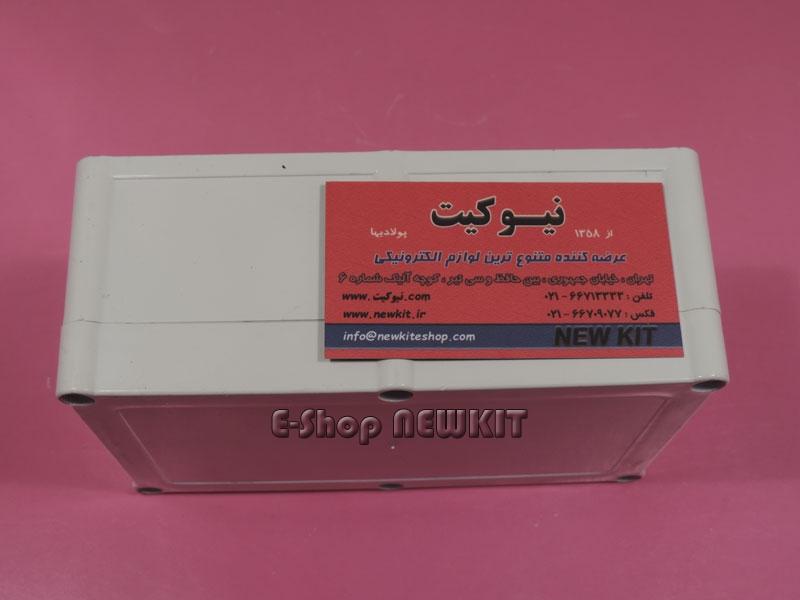 نیوکیت
از ۱۳۵۸ پولادیها
عرضه کننده متنوع ترین لوازم الکترونیکی
تهران ، خیابان جمهوری ، بین حافظ و سی تیر ، کوچه آلیک شماره ۶
تلفن : ۶۶۷۱۳۳۳۳ - ۰۲۱ www.نیوکیت.com
فکس : ۶۶۷۰۹۰۷۷ - ۰۲۱ www.newkit.ir
info@newkiteshop.com NEW KIT
E-Shop NEWKIT